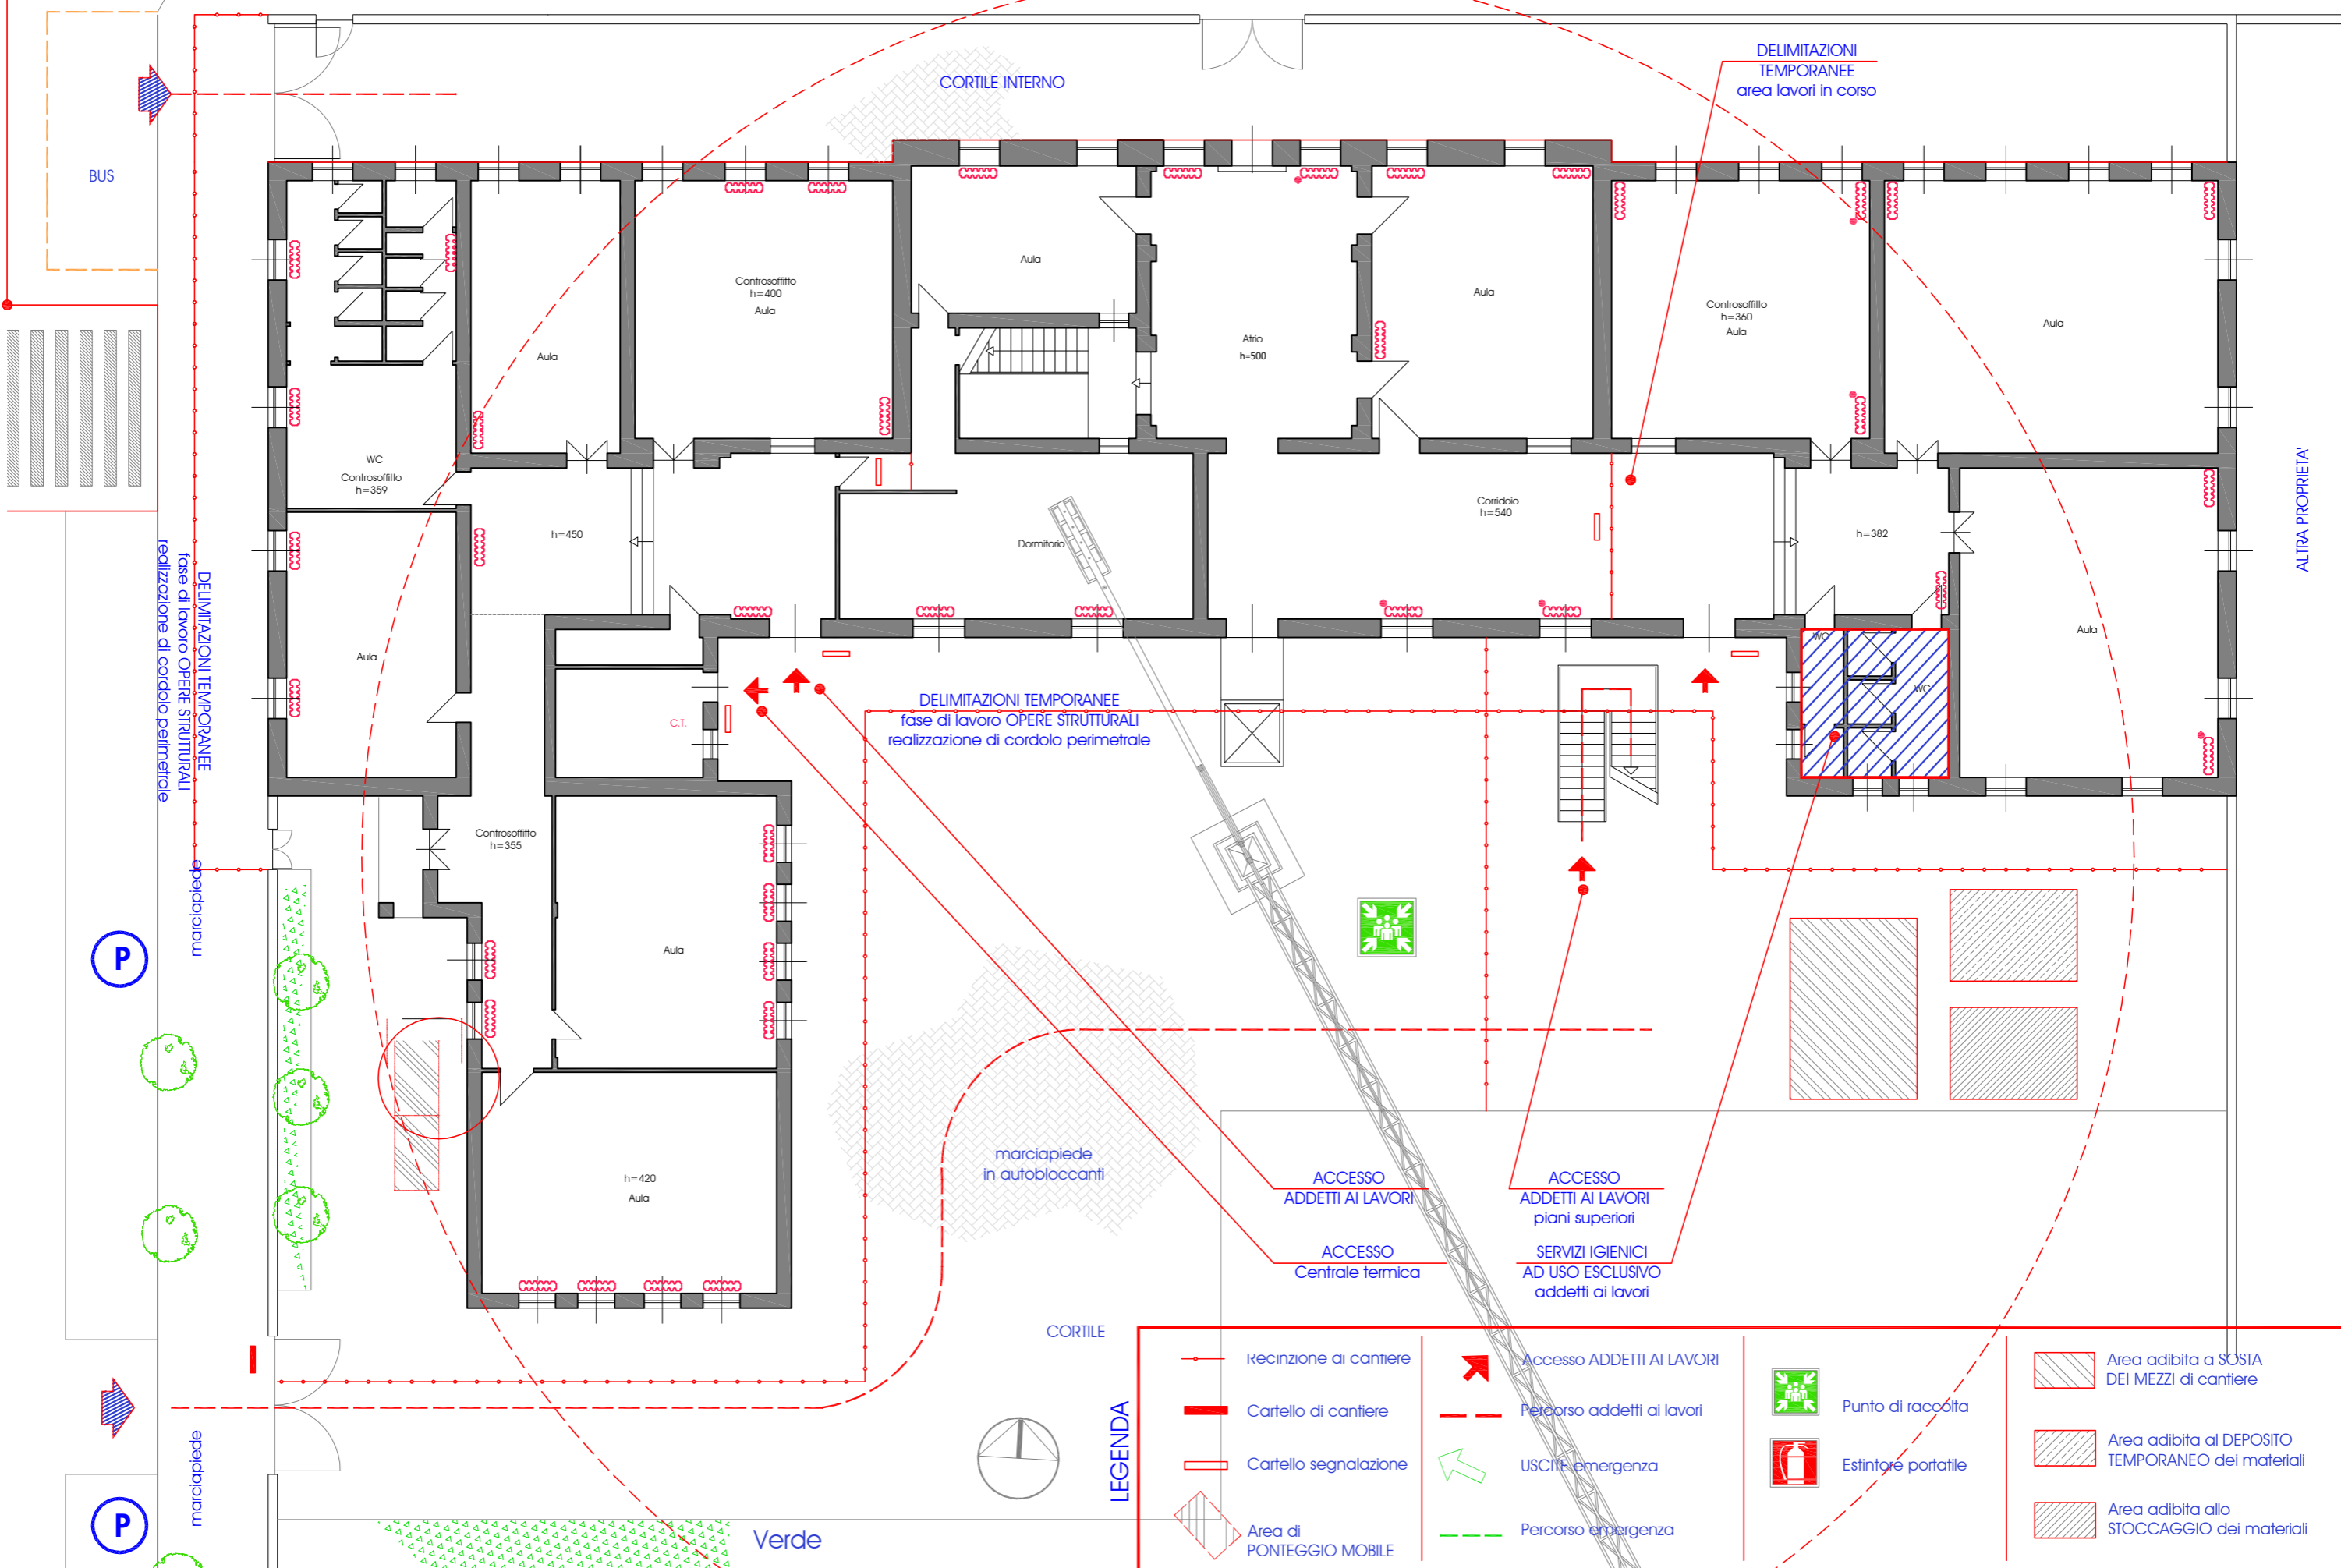 CORTILE INTERNO
DELIMITAZIONI
TEMPORANEE
area lavori in corso
BUS
Controsoffitto
h=400
Aula
Aula
Aula
Atrio
h=500
Aula
Controsoffitto
h=360
Aula
Aula
WC
Controsoffitto
h=359
h=450
Dormitorio
Corridoio
h=540
h=382
ALTRA PROPRIETA'
DELIMITAZIONI TEMPORANEE
fase di lavoro OPERE STRUTTURALI
realizzazione di cordolo perimetrale
Aula
C.T.
DELIMITAZIONI TEMPORANEE
fase di lavoro OPERE STRUTTURALI
realizzazione di cordolo perimetrale
WC
WC
Aula
Controsoffitto
h=355
marciapiedepiede
P
Aula
marciapiede
in autobloccanti
h=420
Aula
ACCESSO
ADDETTI AI LAVORI
ACCESSO
ADDETTI AI LAVORI
piani superiori
ACCESSO
Centrale termica
SERVIZI IGIENICI
AD USO ESCLUSIVO
addetti ai lavori
CORTILE
marciapiede
P
Verde
LEGENDA
Recinzione di cantiere
Cartello di cantiere
Cartello segnalazione
Area di
PONTEGGIO MOBILE
Accesso ADDETTI AI LAVORI
Percorso addetti ai lavori
USCITE emergenza
Percorso emergenza
Punto di raccolta
Estintore portatile
Area adibita a SOSTA
DEI MEZZI di cantiere
Area adibita al DEPOSITO
TEMPORANEO dei materiali
Area adibita allo
STOCCAGGIO dei materiali